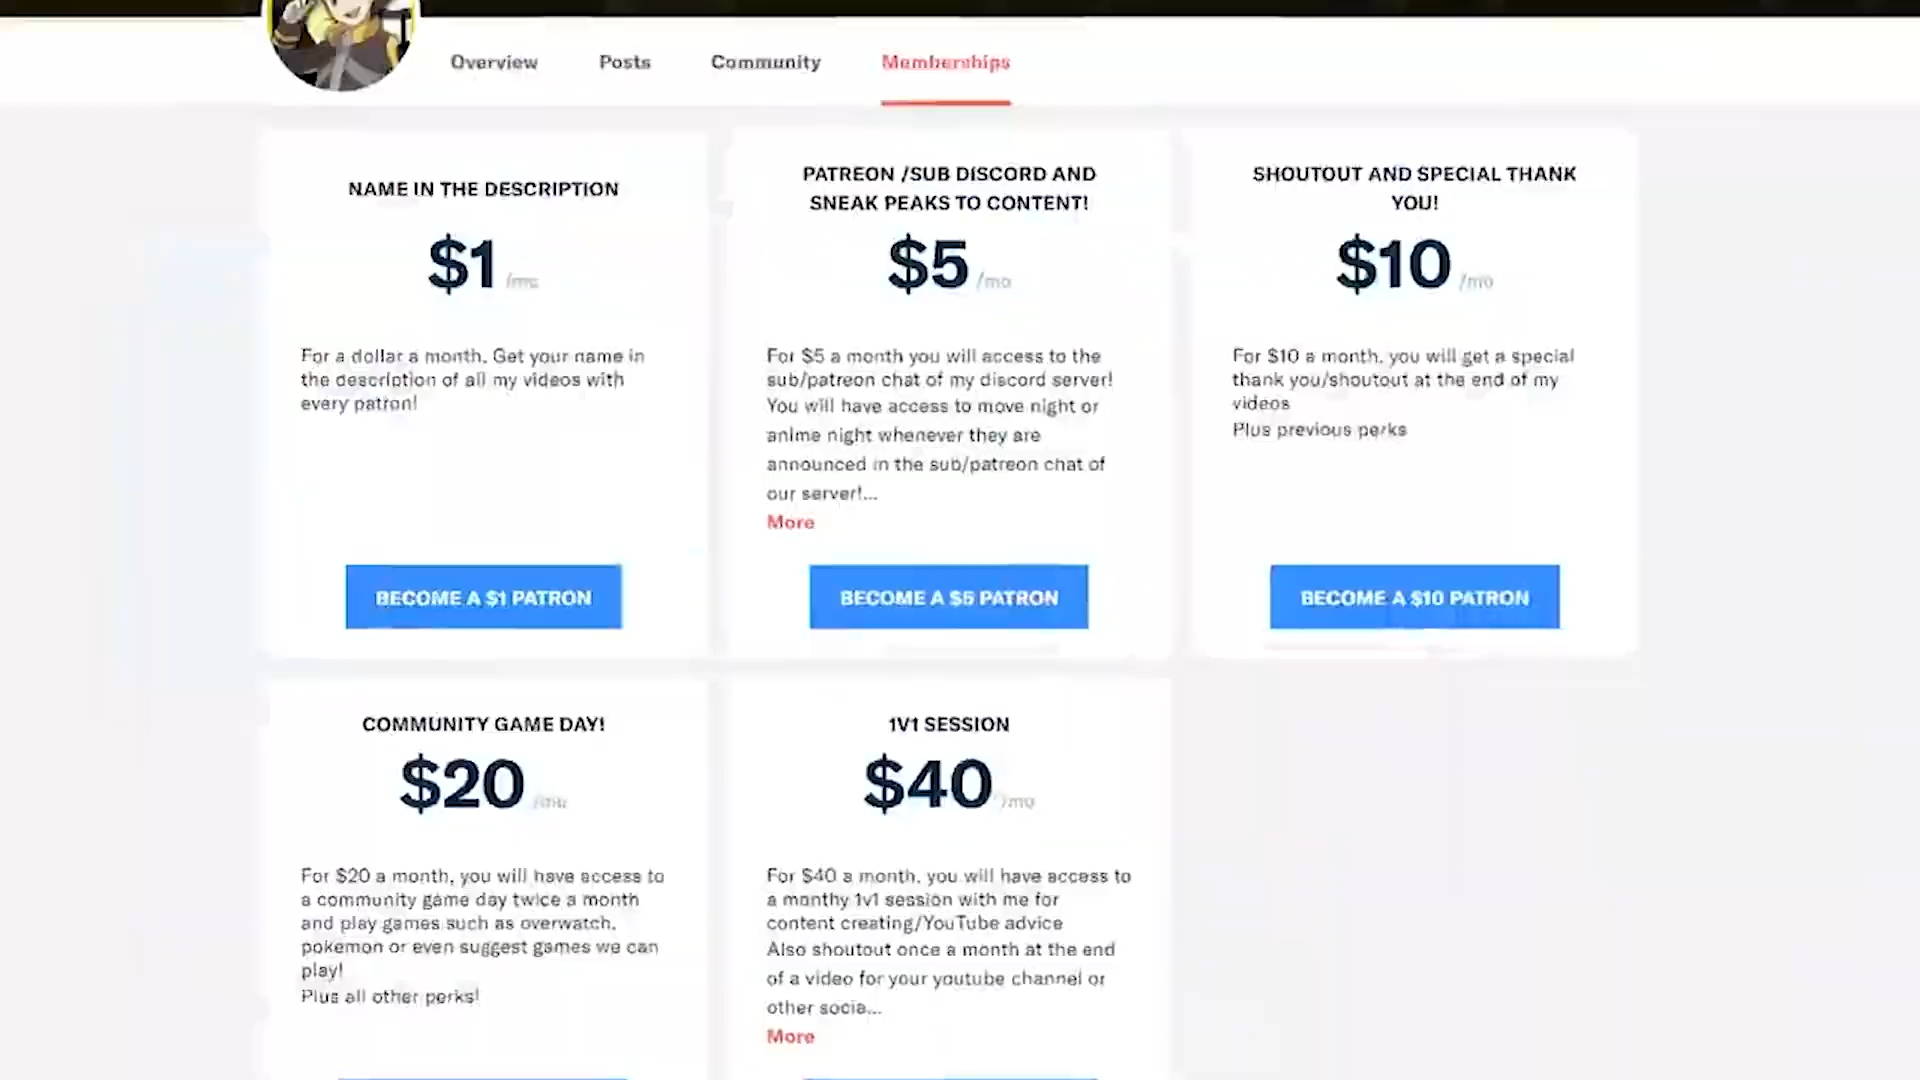 Overview Posts Community Memberships
NAME IN THE DESCRIPTION
$1 /mo
For a dollar a month, Get your name in
the description of all my videos with
every patron!
BECOME A $1 PATRON
PATREON /SUB DISCORD AND
SNEAK PEAKS TO CONTENT!
$5 /mo
For $5 a month you will access to the
sub/patreon chat of my discord server!
You will have access to move night or
anime night whenever they are
announced in the sub/patreon chat of
our server!...
More
BECOME A $5 PATRON
SHOUTOUT AND SPECIAL THANK
YOU!
$10 /mo
For $10 a month, you will get a special
thank you/shoutout at the end of my
videos
Plus previous perks
BECOME A $10 PATRON
COMMUNITY GAME DAY!
$20 /mo
For $20 a month, you will have access to
a community game day twice a month
and play games such as overwatch,
pokemon or even suggest games we can
play!
Plus all other perks!
1V1 SESSION
$40 /mo
For $40 a month, you will have access to
a monthy 1v1 session with me for
content creating/YouTube advice
Also shoutout once a month at the end
of a video for your youtube channel or
other socia...
More